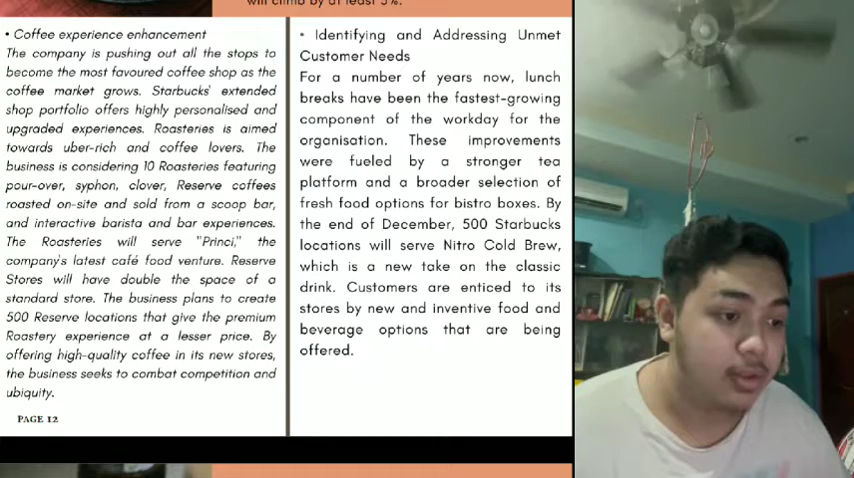 will climb by at least 5%.
• Coffee experience enhancement
The company is pushing out all the stops to
become the most favoured coffee shop as the
coffee market grows. Starbucks' extended
shop portfolio offers highly personalised and
upgraded experiences. Roasteries is aimed
towards uber-rich and coffee lovers. The
business is considering 10 Roasteries featuring
pour-over, syphon, clover, Reserve coffees
roasted on-site and sold from a scoop bar,
and interactive barista and bar experiences.
The Roasteries will serve "Princi," the
company's latest café food venture. Reserve
Stores will have double the space of a
standard store. The business plans to create
500 Reserve locations that give the premium
Roastery experience at a lesser price. By
offering high-quality coffee in its new stores,
the business seeks to combat competition and
ubiquity.
PAGE 12
• Identifying and Addressing Unmet
Customer Needs
For a number of years now, lunch
breaks have been the fastest-growing
component of the workday for the
organisation. These improvements
were fueled by a stronger tea
platform and a broader selection of
fresh food options for bistro boxes. By
the end of December, 500 Starbucks
locations will serve Nitro Cold Brew,
which is a new take on the classic
drink. Customers are enticed to its
stores by new and inventive food and
beverage options that are being
offered.